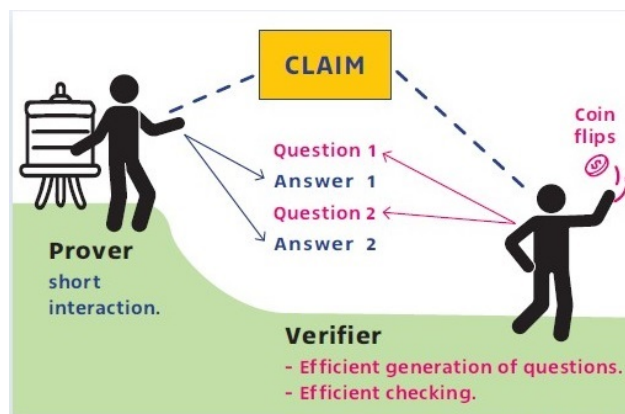 CLAIM
Coin
flips
Question 1
Answer 1
Question 2
Answer 2
Prover
short
interaction.
Verifier
- Efficient generation of questions.
- Efficient checking.